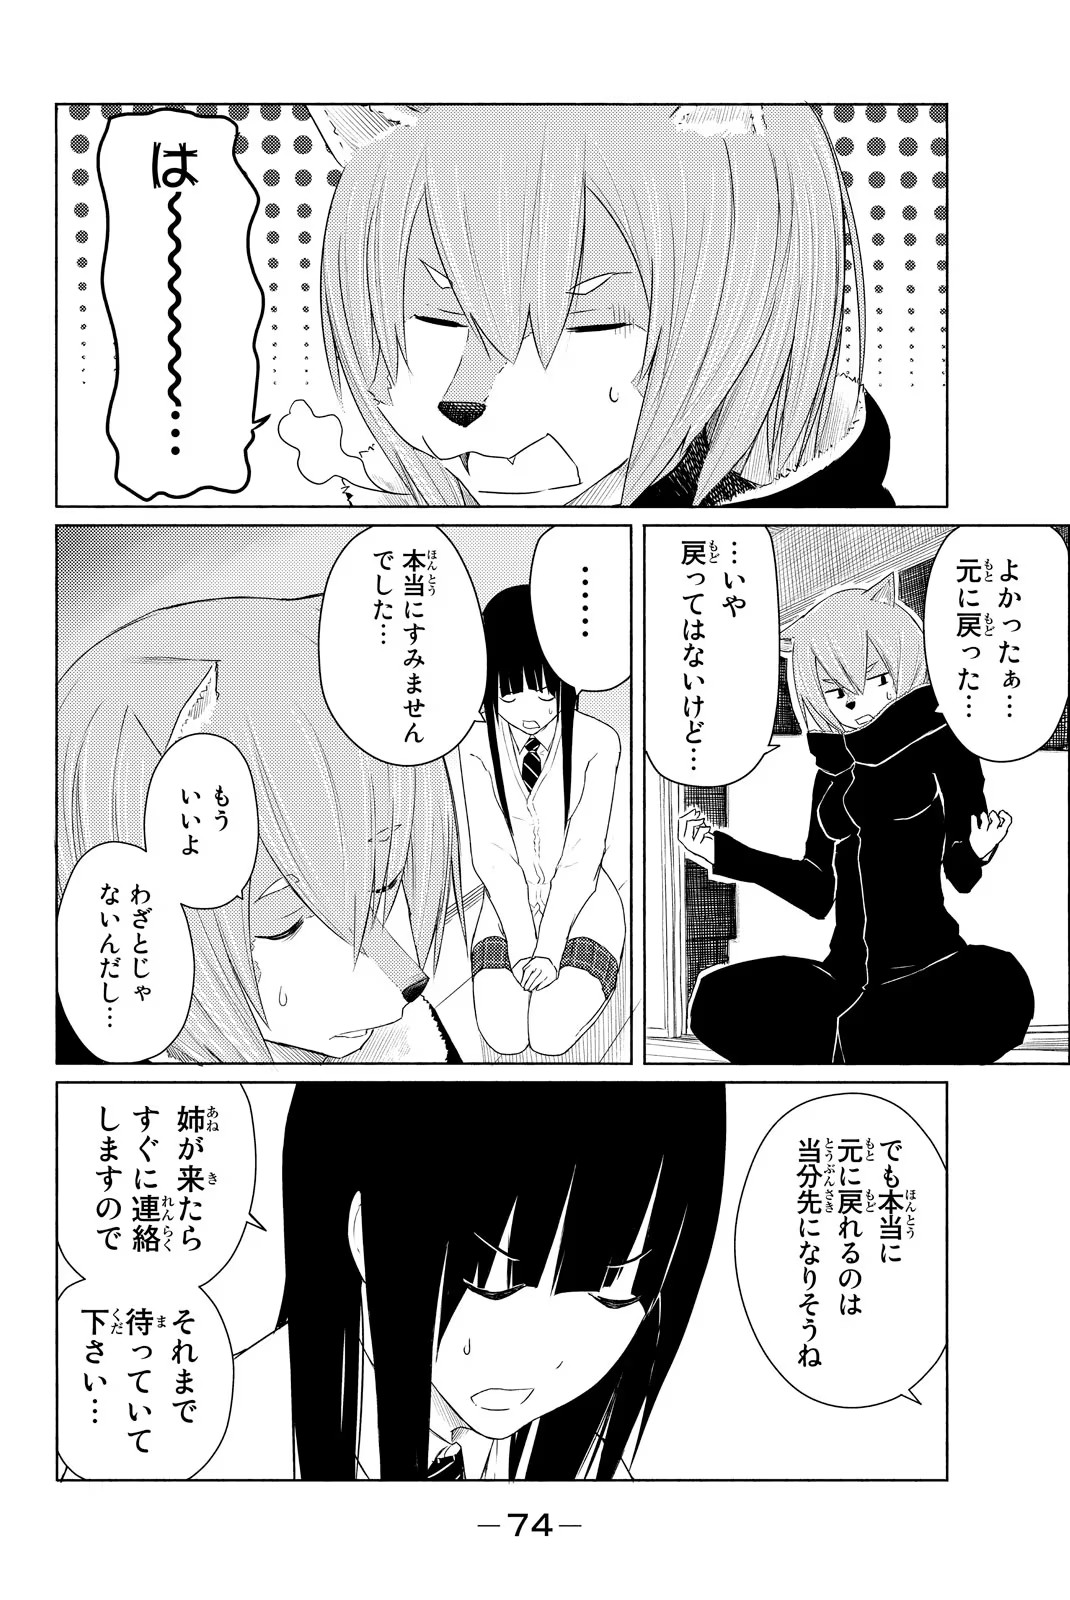 は〜〜〜〜〜…
よかったぁ…
元に戻った…
…いや
戻ってはないけど…
……
本当にすみません
でした…
もう
いいよ
わざとじゃ
ないんだし…
でも本当に
元に戻れるのは
当分先になりそうね
姉が来たら
すぐに連絡
しますので
それまで
待っていて
下さい…
—74—